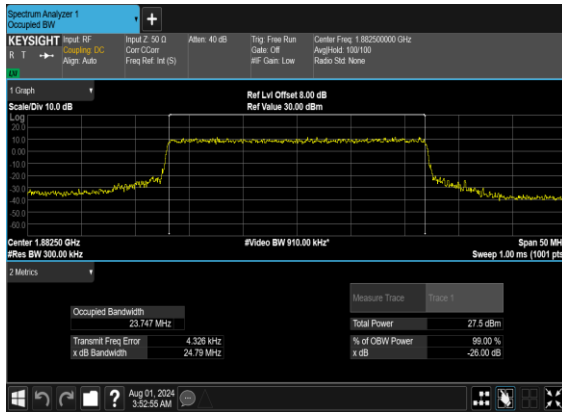 Spectrum Analyzer 1
Occupied BW
+
KEYSIGHT
R T
LXI
Input: RF
Coupling: DC
Align: Auto
Input Z: 50 Ω
Corr CCorr
Freq Ref: Int (S)
Atten: 40 dB
Trig: Free Run
Gate: Off
#IF Gain: Low
Center Freq: 1.882500000 GHz
Avg|Hold: 100/100
Radio Std: None
1 Graph
Scale/Div 10.0 dB
Ref Lvl Offset 8.00 dB
Ref Value 30.00 dBm
Log
20.0
10.0
0.00
-10.0
-20.0
-30.0
-40.0
-50.0
-60.0
Center 1.88250 GHz
#Res BW 300.00 kHz
#Video BW 910.00 kHz*
Span 50 MH
Sweep 1.00 ms (1001 pts
2 Metrics
Measure Trace Trace 1
Occupied Bandwidth
23.747 MHz
Total Power 27.5 dBm
Transmit Freq Error 4.326 kHz
% of OBW Power 99.00 %
x dB Bandwidth 24.79 MHz
x dB -26.00 dB
?
Aug 01, 2024
3:52:55 AM